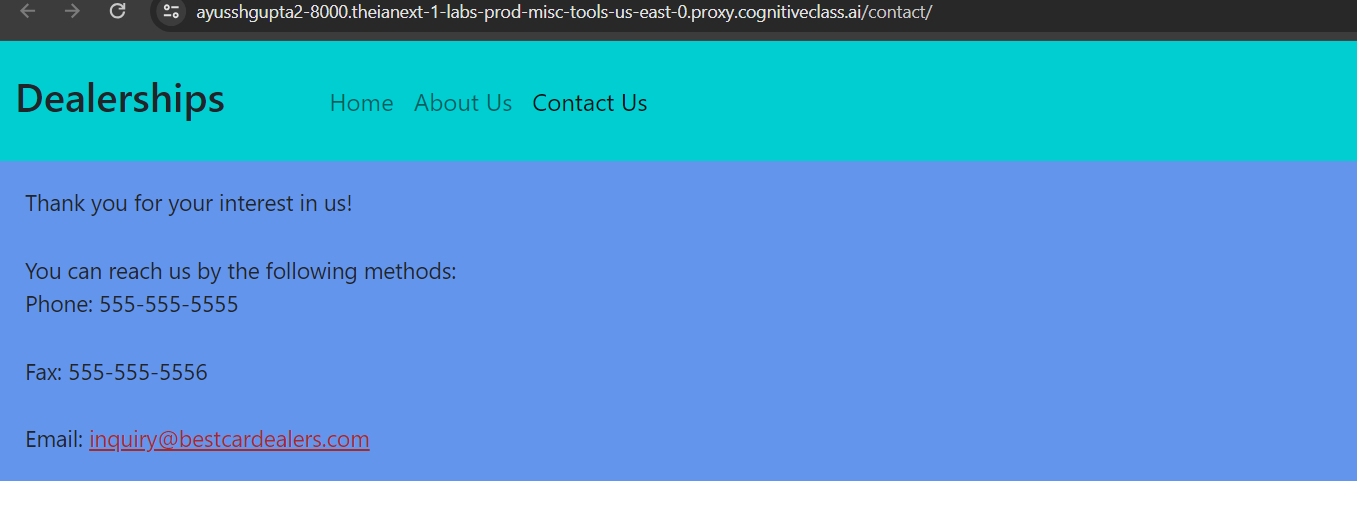 ayusshgupta2-8000.theianext-1-labs-prod-misc-tools-us-east-0.proxy.cognitiveclass.ai/contact/
Dealerships Home About Us Contact Us
Thank you for your interest in us!
You can reach us by the following methods:
Phone: 555-555-5555
Fax: 555-555-5556
Email: inquiry@bestcardealers.com